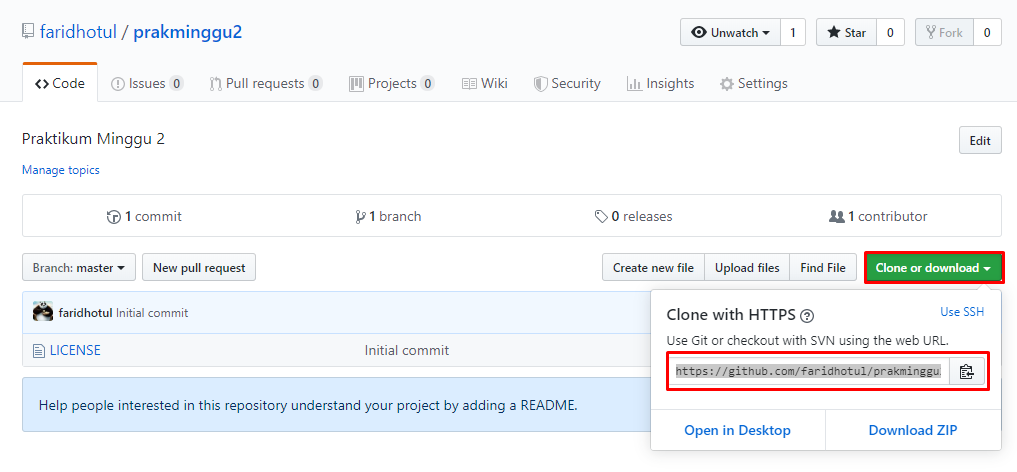 faridhotul / prakminggu2
Unwatch 1 Star 0 Fork 0
Code Issues 0 Pull requests 0 Projects 0 Wiki Security Insights Settings
Praktikum Minggu 2
Edit
Manage topics
1 commit 1 branch 0 releases 1 contributor
Branch: master New pull request Create new file Upload files Find File Clone or download
faridhotul Initial commit
LICENSE Initial commit
Help people interested in this repository understand your project by adding a README.
Clone with HTTPS ? Use SSH
Use Git or checkout with SVN using the web URL.
https://github.com/faridhotul/prakminggu
Open in Desktop Download ZIP